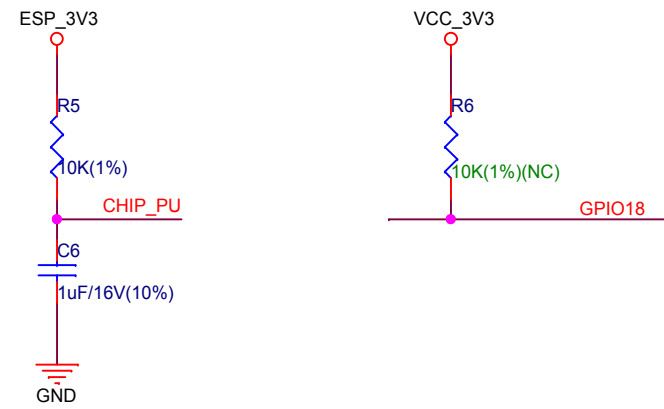 ESP_3V3
VCC_3V3
R5
R6
10K(1%)
10K(1%)(NC)
CHIP_PU
GPIO18
C6
1uF/16V(10%)
GND